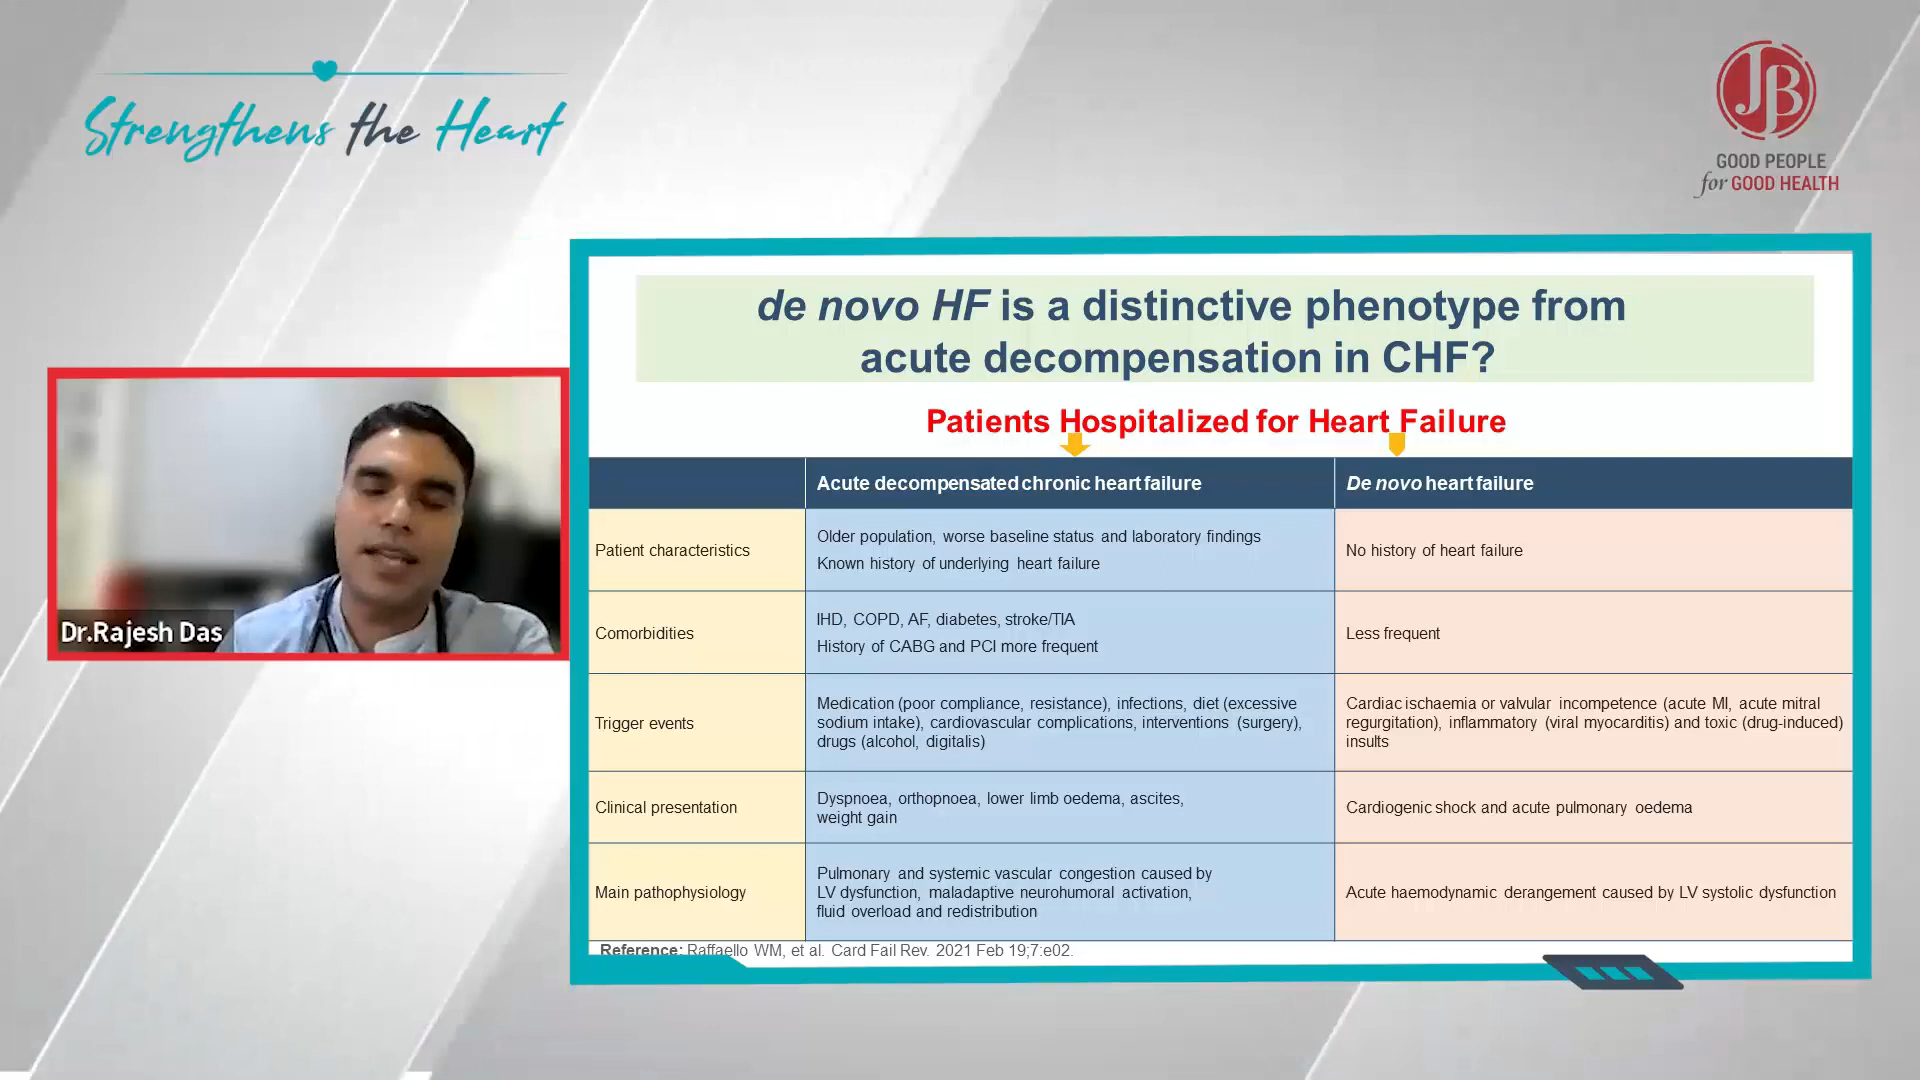 Strengthens the Heart
JB
GOOD PEOPLE
for GOOD HEALTH
Dr.Rajesh Das
de novo HF is a distinctive phenotype from
acute decompensation in CHF?
Patients Hospitalized for Heart Failure
Acute decompensated chronic heart failure
De novo heart failure
Patient characteristics
Older population, worse baseline status and laboratory findings
Known history of underlying heart failure
No history of heart failure
Comorbidities
IHD, COPD, AF, diabetes, stroke/TIA
History of CABG and PCI more frequent
Less frequent
Trigger events
Medication (poor compliance, resistance), infections, diet (excessive
sodium intake), cardiovascular complications, interventions (surgery),
drugs (alcohol, digitalis)
Cardiac ischaemia or valvular incompetence (acute MI, acute mitral
regurgitation), inflammatory (viral myocarditis) and toxic (drug-induced)
insults
Clinical presentation
Dyspnoea, orthopnoea, lower limb oedema, ascites,
weight gain
Cardiogenic shock and acute pulmonary oedema
Main pathophysiology
Pulmonary and systemic vascular congestion caused by
LV dysfunction, maladaptive neurohumoral activation,
fluid overload and redistribution
Acute haemodynamic derangement caused by LV systolic dysfunction
Reference: Raffaello WM, et al. Card Fail Rev. 2021 Feb 19;7:e02.